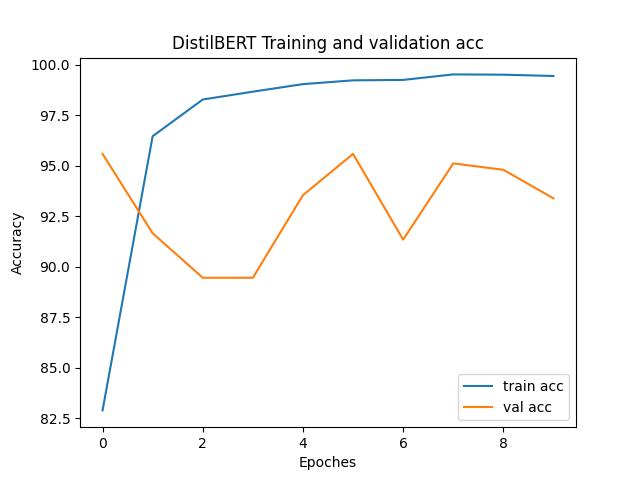 DistilBERT Training and validation acc
100.0
97.5
95.0
92.5
90.0
87.5
85.0
82.5
Accuracy
0 2 4 6 8
Epoches
train acc
val acc